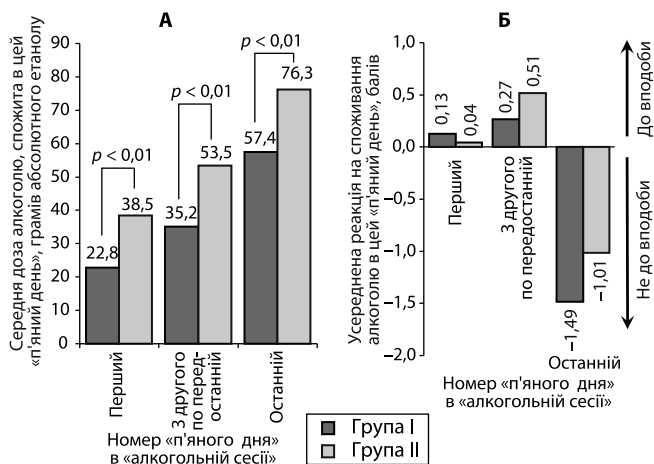 А
Середня доза алкоголю, спожита в цей
«п'яний день», грамів абсолютного етанолу
90
80
70
60
50
40
30
20
10
0
p < 0,01
22,8
38,5
p < 0,01
35,2
53,5
p < 0,01
57,4
76,3
Перший
З другого
по перед-
останній
Останній
Номер «п'яного дня»
в «алкогольній сесії»
Б
Усереднена реакція на споживання
алкоголю в цей «п'яний день», балів
1,0
0,5
0,0
−0,5
−1,0
−1,5
−2,0
0,13
0,04
0,27
0,51
−1,49
−1,01
Перший
З другого
по передостанній
Останній
До вподоби
Не до вподоби
Номер «п'яного дня»
в «алкогольній сесії»
Група I
Група II